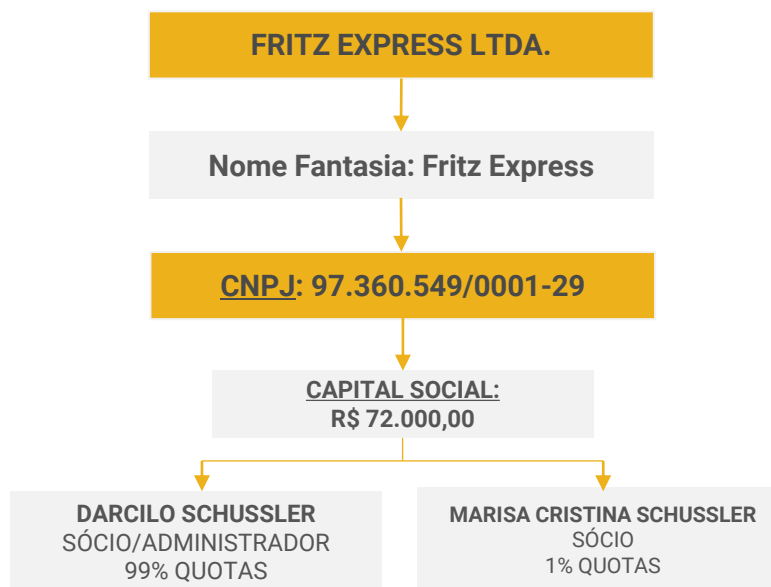 FRITZ EXPRESS LTDA.
Nome Fantasia: Fritz Express
CNPJ: 97.360.549/0001-29
CAPITAL SOCIAL:
R$ 72.000,00
DARCILO SCHUSSLER
SÓCIO/ADMINISTRADOR
99% QUOTAS
MARISA CRISTINA SCHUSSLER
SÓCIO
1% QUOTAS